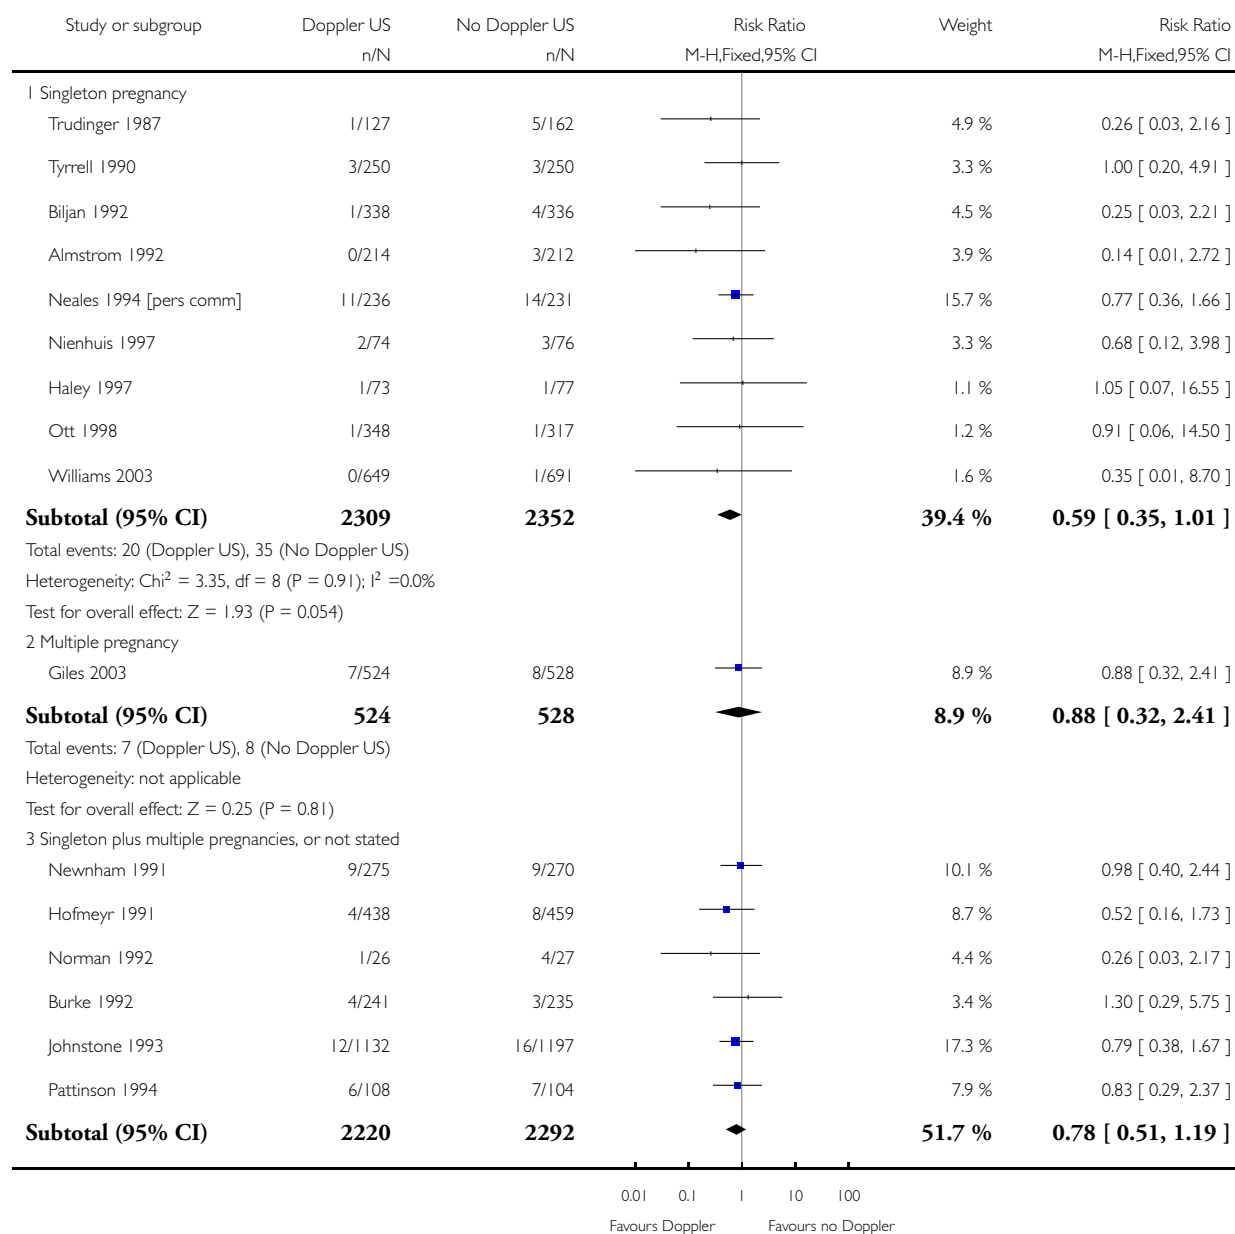 Study or subgroup Doppler US No Doppler US Risk Ratio Weight Risk Ratio
n/N n/N M-H,Fixed,95% CI M-H,Fixed,95% CI
1 Singleton pregnancy
Trudinger 1987 1/127 5/162 4.9 % 0.26 [ 0.03, 2.16 ]
Tyrrell 1990 3/250 3/250 3.3 % 1.00 [ 0.20, 4.91 ]
Biljan 1992 1/338 4/336 4.5 % 0.25 [ 0.03, 2.21 ]
Almstrom 1992 0/214 3/212 3.9 % 0.14 [ 0.01, 2.72 ]
Neales 1994 [pers comm] 11/236 14/231 15.7 % 0.77 [ 0.36, 1.66 ]
Nienhuis 1997 2/74 3/76 3.3 % 0.68 [ 0.12, 3.98 ]
Haley 1997 1/73 1/77 1.1 % 1.05 [ 0.07, 16.55 ]
Ott 1998 1/348 1/317 1.2 % 0.91 [ 0.06, 14.50 ]
Williams 2003 0/649 1/691 1.6 % 0.35 [ 0.01, 8.70 ]
Subtotal (95% CI) 2309 2352 39.4 % 0.59 [ 0.35, 1.01 ]
Total events: 20 (Doppler US), 35 (No Doppler US)
Heterogeneity: Chi² = 3.35, df = 8 (P = 0.91); I² =0.0%
Test for overall effect: Z = 1.93 (P = 0.054)
2 Multiple pregnancy
Giles 2003 7/524 8/528 8.9 % 0.88 [ 0.32, 2.41 ]
Subtotal (95% CI) 524 528 8.9 % 0.88 [ 0.32, 2.41 ]
Total events: 7 (Doppler US), 8 (No Doppler US)
Heterogeneity: not applicable
Test for overall effect: Z = 0.25 (P = 0.81)
3 Singleton plus multiple pregnancies, or not stated
Newnham 1991 9/275 9/270 10.1 % 0.98 [ 0.40, 2.44 ]
Hofmeyr 1991 4/438 8/459 8.7 % 0.52 [ 0.16, 1.73 ]
Norman 1992 1/26 4/27 4.4 % 0.26 [ 0.03, 2.17 ]
Burke 1992 4/241 3/235 3.4 % 1.30 [ 0.29, 5.75 ]
Johnstone 1993 12/1132 16/1197 17.3 % 0.79 [ 0.38, 1.67 ]
Pattinson 1994 6/108 7/104 7.9 % 0.83 [ 0.29, 2.37 ]
Subtotal (95% CI) 2220 2292 51.7 % 0.78 [ 0.51, 1.19 ]
0.01 0.1 1 10 100
Favours Doppler Favours no Doppler